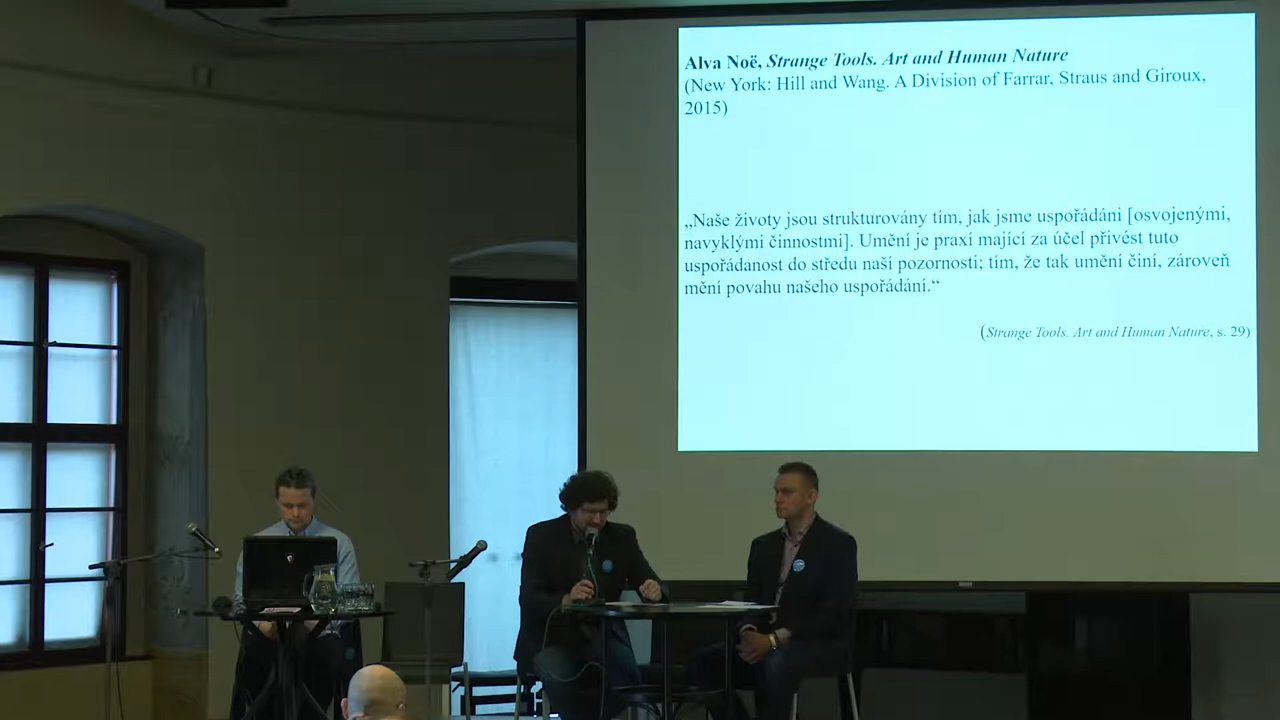 Alva Noë, Strange Tools. Art and Human Nature
(New York: Hill and Wang. A Division of Farrar, Straus and Giroux,
2015)
„Naše životy jsou strukturovány tím, jak jsme uspořádáni [osvojenými,
navyklými činnostmi]. Umění je praxí mající za účel přivést tuto
uspořádanost do středu naší pozornosti; tím, že tak umění činí, zároveň
mění povahu našeho uspořádání.“
(Strange Tools. Art and Human Nature, s. 29)